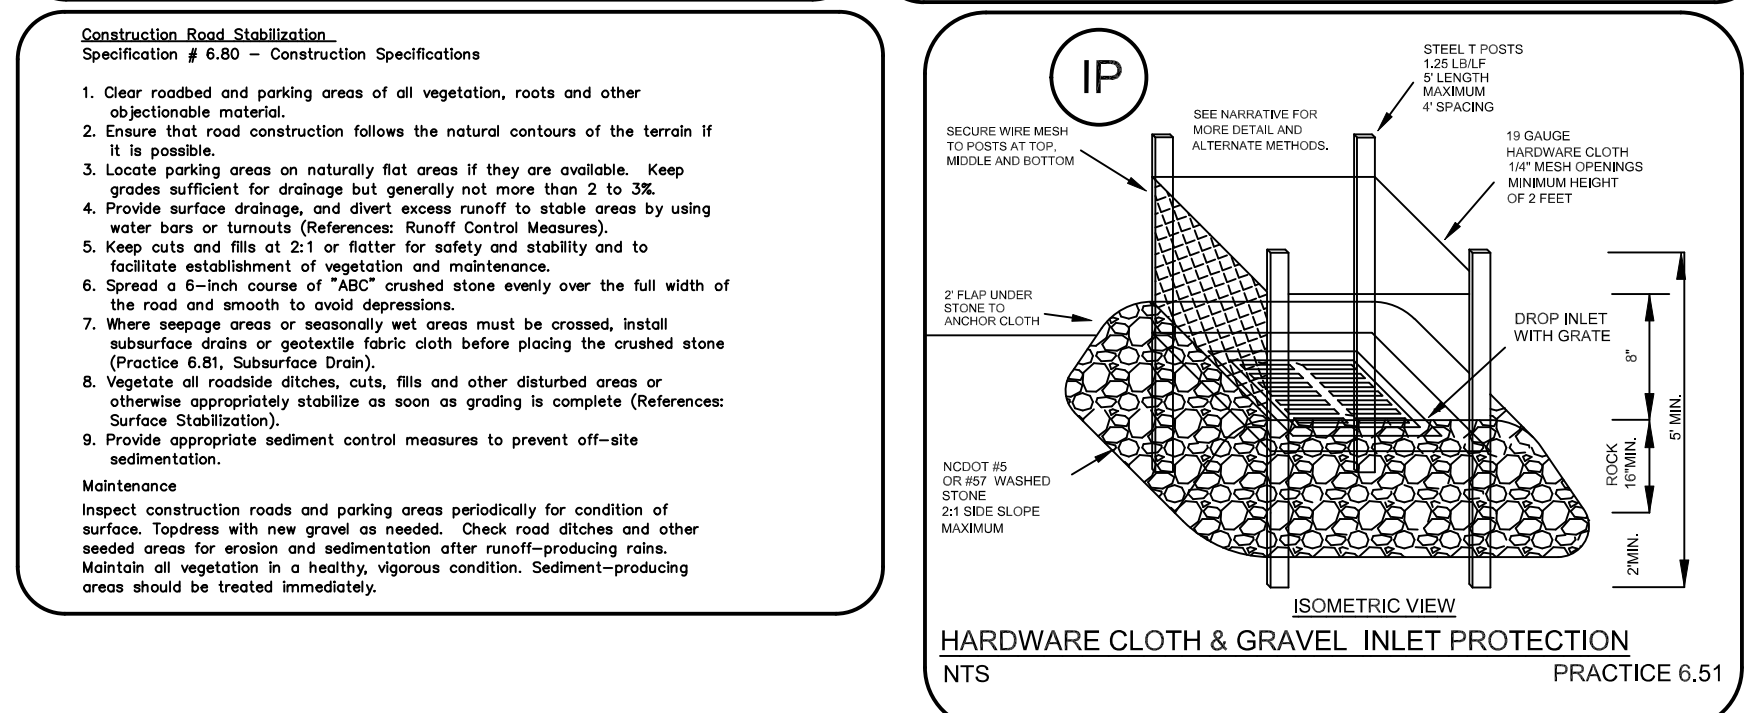 Construction Road Stabilization
Specification # 6.80 – Construction Specifications
1. Clear roadbed and parking areas of all vegetation, roots and other
objectionable material.
2. Ensure that road construction follows the natural contours of the terrain if
it is possible.
3. Locate parking areas on naturally flat areas if they are available. Keep
grades sufficient for drainage but generally not more than 2 to 3%.
4. Provide surface drainage, and divert excess runoff to stable areas by using
water bars or turnouts (References: Runoff Control Measures).
5. Keep cuts and fills at 2:1 or flatter for safety and stability and to
facilitate establishment of vegetation and maintenance.
6. Spread a 6–inch course of "ABC" crushed stone evenly over the full width of
the road and smooth to avoid depressions.
7. Where seepage areas or seasonally wet areas must be crossed, install
subsurface drains or geotextile fabric cloth before placing the crushed stone
(Practice 6.81, Subsurface Drain).
8. Vegetate all roadside ditches, cuts, fills and other disturbed areas or
otherwise appropriately stabilize as soon as grading is complete (References:
Surface Stabilization).
9. Provide appropriate sediment control measures to prevent off–site
sedimentation.
Maintenance
Inspect construction roads and parking areas periodically for condition of
surface. Topdress with new gravel as needed. Check road ditches and other
seeded areas for erosion and sedimentation after runoff–producing rains.
Maintain all vegetation in a healthy, vigorous condition. Sediment–producing
areas should be treated immediately.
IP
STEEL T POSTS
1.25 LB/LF
5' LENGTH
MAXIMUM
4' SPACING
SEE NARRATIVE FOR
MORE DETAIL AND
ALTERNATE METHODS.
SECURE WIRE MESH
TO POSTS AT TOP,
MIDDLE AND BOTTOM
19 GAUGE
HARDWARE CLOTH
1/4" MESH OPENINGS
MINIMUM HEIGHT
OF 2 FEET
2' FLAP UNDER
STONE TO
ANCHOR CLOTH
DROP INLET
WITH GRATE
8"
5' MIN.
ROCK
16"MIN.
2'MIN.
NCDOT #5
OR #57 WASHED
STONE
2:1 SIDE SLOPE
MAXIMUM
ISOMETRIC VIEW
HARDWARE CLOTH & GRAVEL INLET PROTECTION
NTS
PRACTICE 6.51